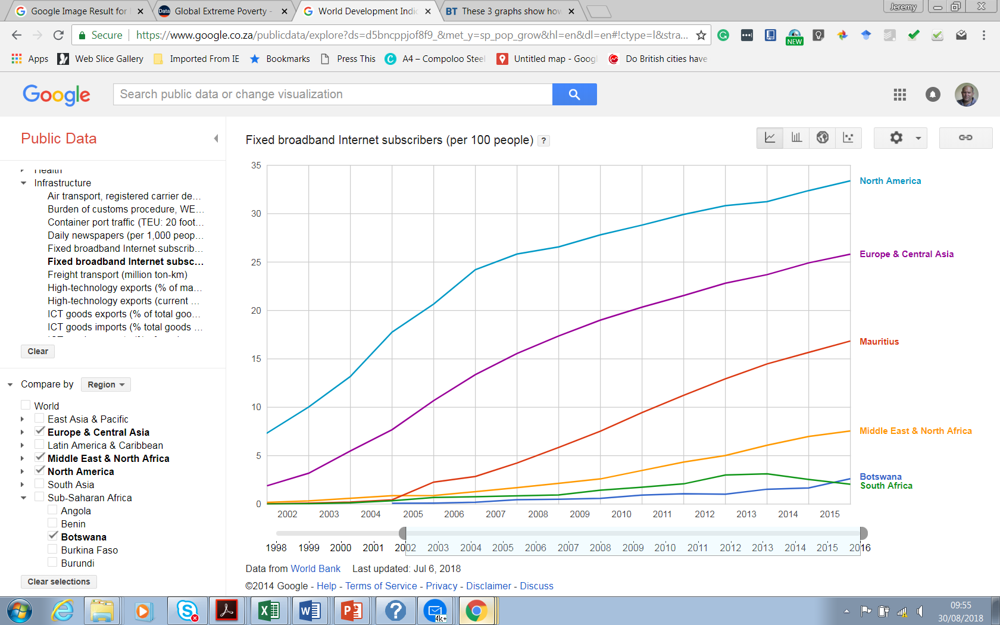 Google Image Result for
Global Extreme Poverty -
World Development Indic
BT These 3 graphs show how
Jeremy
Secure
https://www.google.co.za/publicdata/explore?ds=d5bncppjof8f9_&met_y=sp_pop_grow&hl=en&dl=en#!ctype=l&stra...
NEW
Apps
Web Slice Gallery
Imported From IE
Bookmarks
Press This
A4 – Compoloo Steel
Untitled map - Googl
Do British cities have
Google
Search public data or change visualization
Public Data
Health
Infrastructure
Air transport, registered carrier de...
Burden of customs procedure, WE...
Container port traffic (TEU: 20 foot...
Daily newspapers (per 1,000 peop...
Fixed broadband Internet subscrib...
Fixed broadband Internet subsc...
Freight transport (million ton-km)
High-technology exports (% of ma...
High-technology exports (current ...
ICT goods exports (% of total goo...
ICT goods imports (% total goods ...
Clear
Compare by Region
World
East Asia & Pacific
Europe & Central Asia
Latin America & Caribbean
Middle East & North Africa
North America
South Asia
Sub-Saharan Africa
Angola
Benin
Botswana
Burkina Faso
Burundi
Clear selections
Fixed broadband Internet subscribers (per 100 people) ?
35
30
25
20
15
10
5
0
North America
Europe & Central Asia
Mauritius
Middle East & North Africa
Botswana
South Africa
2002 2003 2004 2005 2006 2007 2008 2009 2010 2011 2012 2013 2014 2015
1998 1999 2000 2001 2002 2003 2004 2005 2006 2007 2008 2009 2010 2011 2012 2013 2014 2015 2016
Data from World Bank Last updated: Jul 6, 2018
©2014 Google - Help - Terms of Service - Privacy - Disclaimer - Discuss
4k+
09:55
30/08/2018